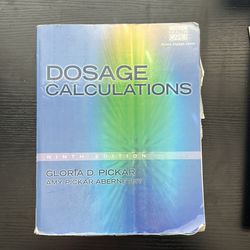 DOSAGE
CALCULATIONS
NINTH EDITION
GLORIA D. PICKAR
AMY PICKAR ABERNETHY